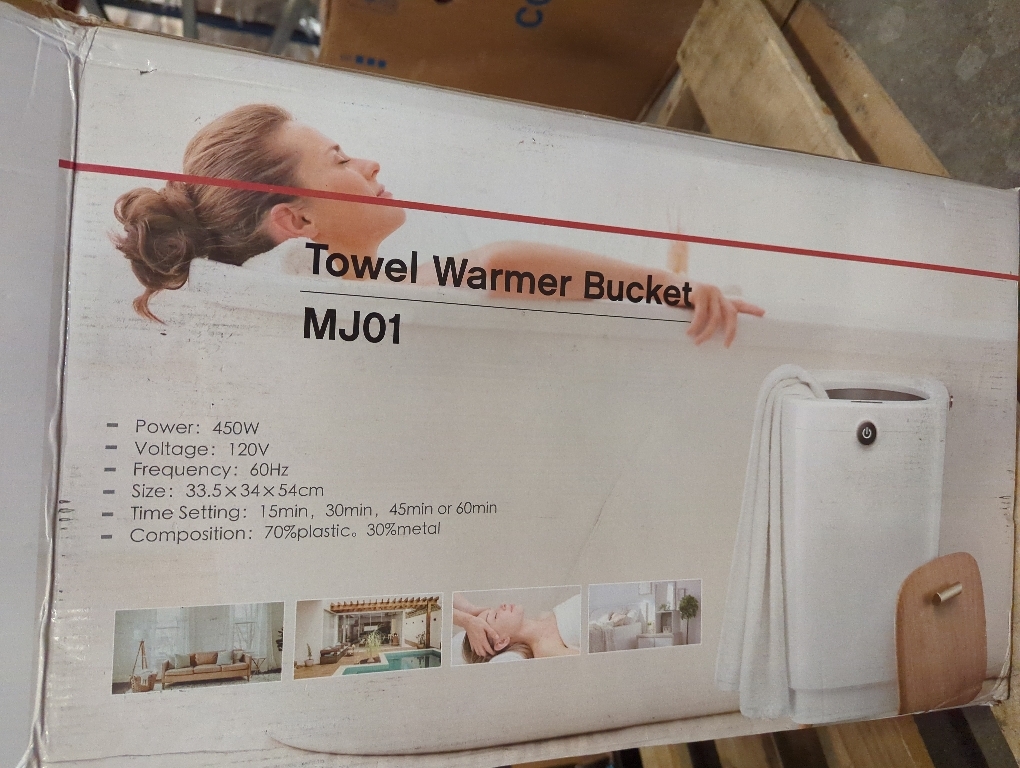 CO
Towel Warmer Bucket
MJ01
Power: 450W
Voltage: 120V
Frequency: 60Hz
Size: 33.5×34×54cm
Time Setting: 15min, 30min, 45min or 60min
Composition: 70%plastic。30%metal